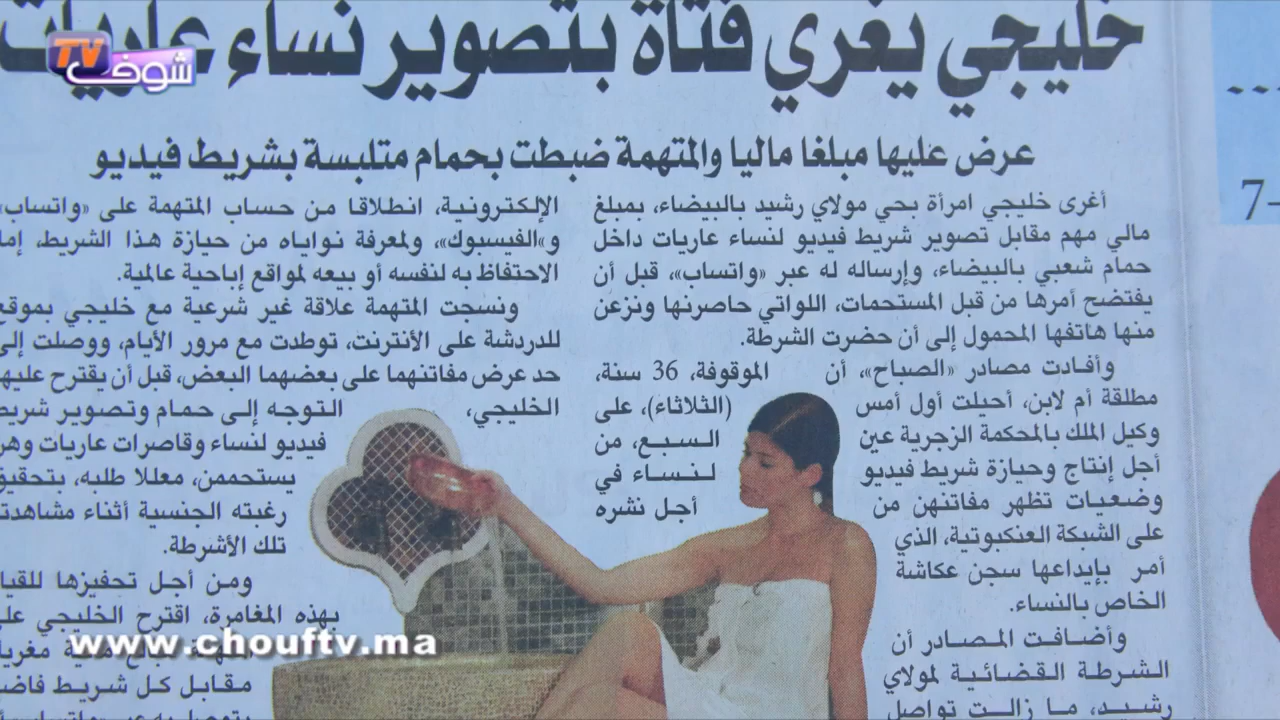 خليجي يغري فتاة بتصوير نساء عاريات
TV
شوف
عرض عليها مبلغا ماليا والمتهمة ضبطت بحمام متلبسة بشريط فيديو
أغرى خليجي امرأة بحي مولاي رشيد بالبيضاء، بمبلغ
مالي مهم مقابل تصوير شريط فيديو لنساء عاريات داخل
حمام شعبي بالبيضاء، وإرساله له عبر «واتساب»، قبل أن
يفتضح أمرها من قبل المستحمات، اللواتي حاصرنها ونزعن
منها هاتفها المحمول إلى أن حضرت الشرطة.
وأفادت مصادر «الصباح»، أن الموقوفة، 36 سنة،
مطلقة أم لابن، أحيلت أول أمس (الثلاثاء)، على
وكيل الملك بالمحكمة الزجرية عين السبع، من
أجل إنتاج وحيازة شريط فيديو لنساء في
وضعيات تظهر مفاتنهن من أجل نشره
على الشبكة العنكبوتية، الذي
أمر بإيداعها سجن عكاشة
الخاص بالنساء.
وأضافت المصادر أن
الشرطة القضائية لمولاي
رشيد، ما زالت تواصل
الإلكترونية، انطلاقا من حساب المتهمة على «واتساب»
و«الفيسبوك»، ولمعرفة نواياه من حيازة هذا الشريط، إما
الاحتفاظ به لنفسه أو بيعه لمواقع إباحية عالمية.
ونسجت المتهمة علاقة غير شرعية مع خليجي بموقع
للدردشة على الأنترنت، توطدت مع مرور الأيام، ووصلت إلى
حد عرض مفاتنهما على بعضهما البعض، قبل أن يقترح عليها
الخليجي، التوجه إلى حمام وتصوير شريط
فيديو لنساء وقاصرات عاريات وهن
يستحممن، معللا طلبه، بتحقيق
رغبته الجنسية أثناء مشاهدته
تلك الأشرطة.
ومن أجل تحفيزها للقيام
بهذه المغامرة، اقترح الخليجي على
مقابل كل شريط
www.chouftv.ma
7-
...